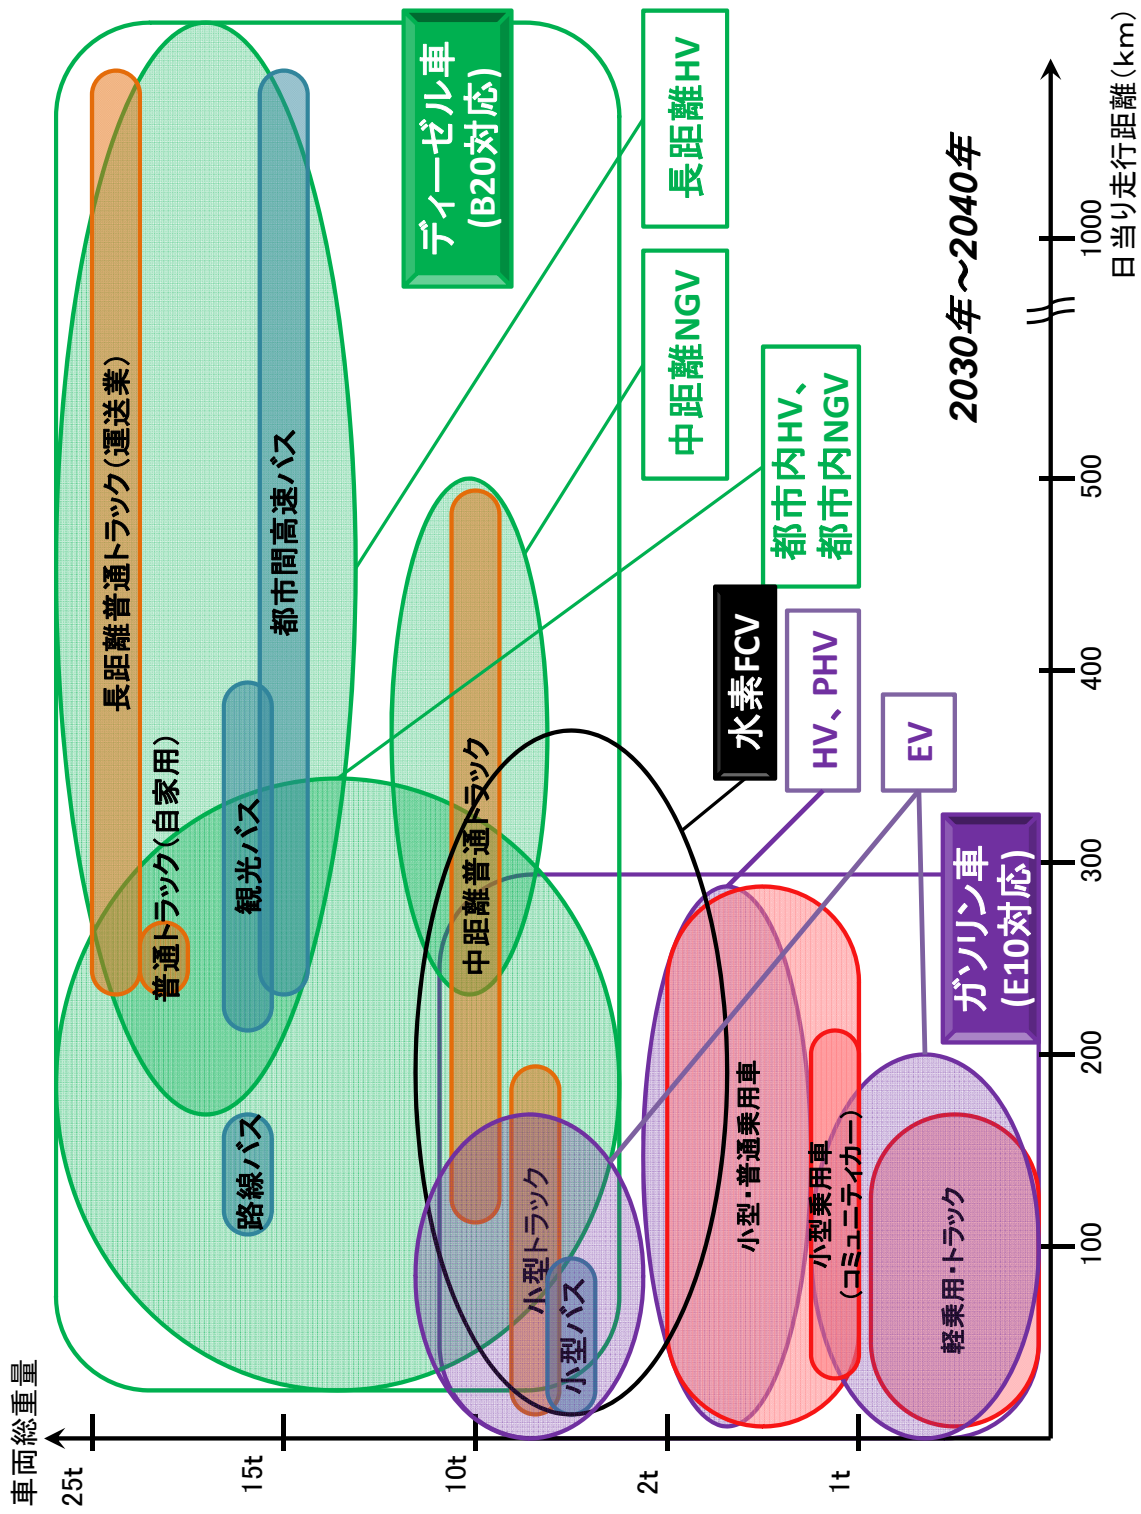 車両総重量
25t
15t
10t
2t
1t
長距離普通トラック(運送業)
普通トラック(自家用)
都市間高速バス
観光バス
路線バス
ディーゼル車
(B20対応)
中距離普通トラック
小型トラック
小型バス
長距離HV
中距離NGV
都市内HV、
都市内NGV
水素FCV
HV、PHV
EV
小型・普通乗用車
小型乗用車
(コミュニティカー)
軽乗用・トラック
ガソリン車
(E10対応)
2030年~2040年
100
200
300
400
500
1000
日当り走行距離(km)